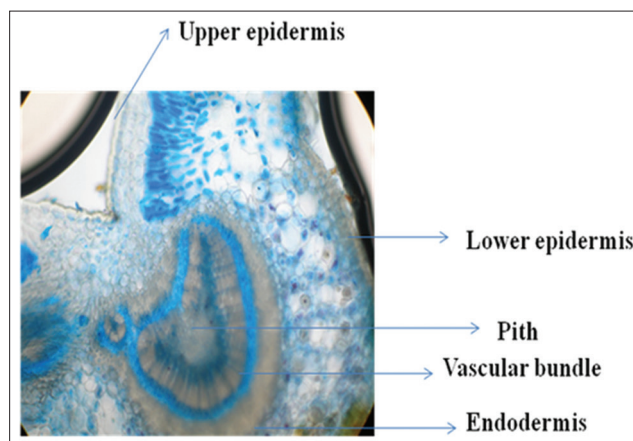 Upper epidermis
Lower epidermis
Pith
Vascular bundle
Endodermis